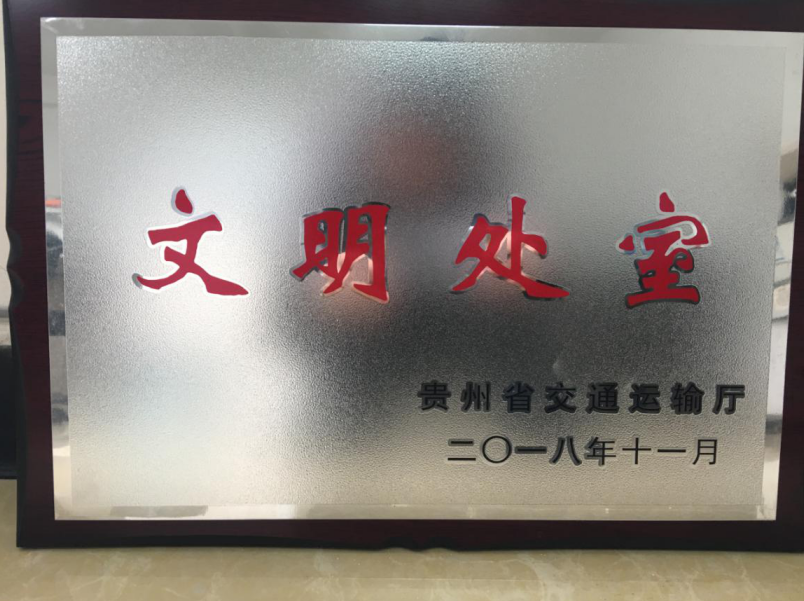 文明处室
贵州省交通运输厅
二〇一八年十一月